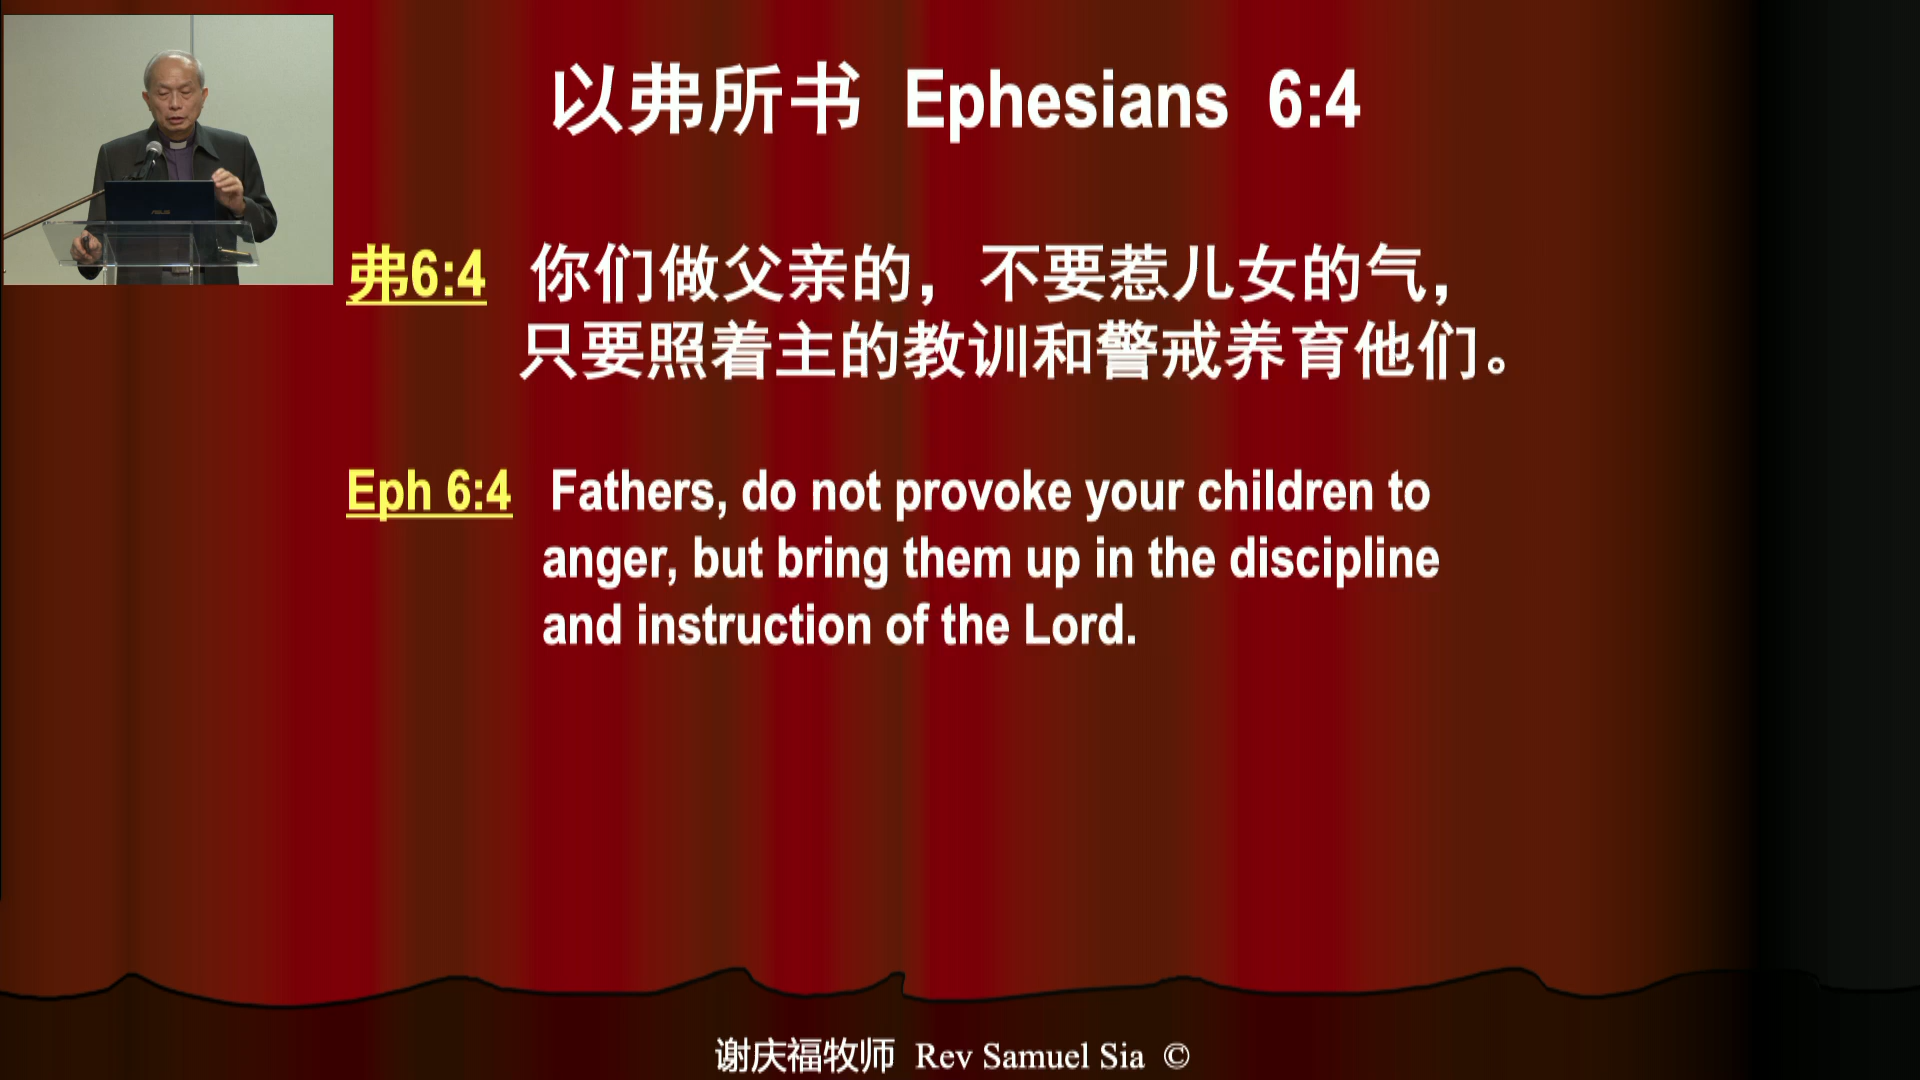 以弗所书 Ephesians 6:4
弗6:4 你们做父亲的，不要惹儿女的气，
只要照着主的教训和警戒养育他们。
Eph 6:4 Fathers, do not provoke your children to
anger, but bring them up in the discipline
and instruction of the Lord.
谢庆福牧师 Rev Samuel Sia ©
ASUS